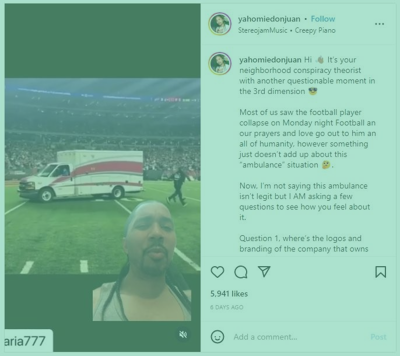 yahomiedonjuan • Follow
StereojamMusic • Creepy Piano
yahomiedonjuan Hi 👋 It's your
neighborhood conspiracy theorist
with another questionable moment in
the 3rd dimension 😎
Most of us saw the football player
collapse on Monday night Football an
our prayers and love go out to him an
all of humanity, however something
just doesn't add up about this
"ambulance" situation 🤔.
Now, I'm not saying this ambulance
isn't legit but I AM asking a few
questions to see how you feel about
it.
Question 1, where's the logos and
branding of the company that owns
5,941 likes
6 DAYS AGO
Add a comment...
Post
aria777